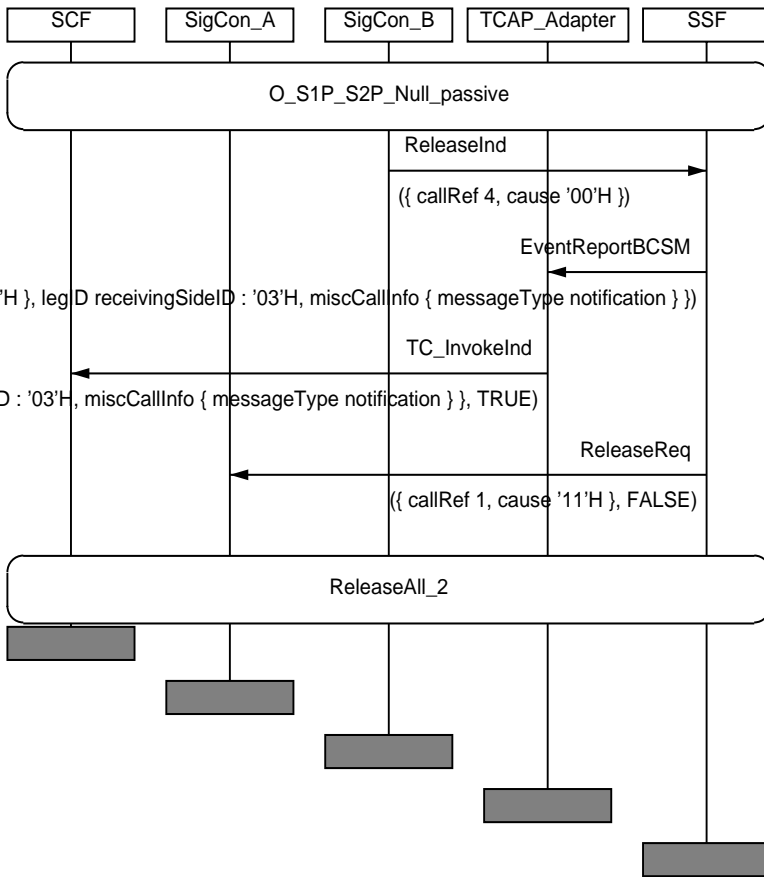 SCF SigCon_A SigCon_B TCAP_Adapter SSF
O_S1P_S2P_Null_passive
ReleaseInd
({ callRef 4, cause '00'H })
EventReportBCSM
'H }, legID receivingSideID : '03'H, miscCallInfo { messageType notification } })
TC_InvokeInd
D : '03'H, miscCallInfo { messageType notification } }, TRUE)
ReleaseReq
({ callRef 1, cause '11'H }, FALSE)
ReleaseAll_2